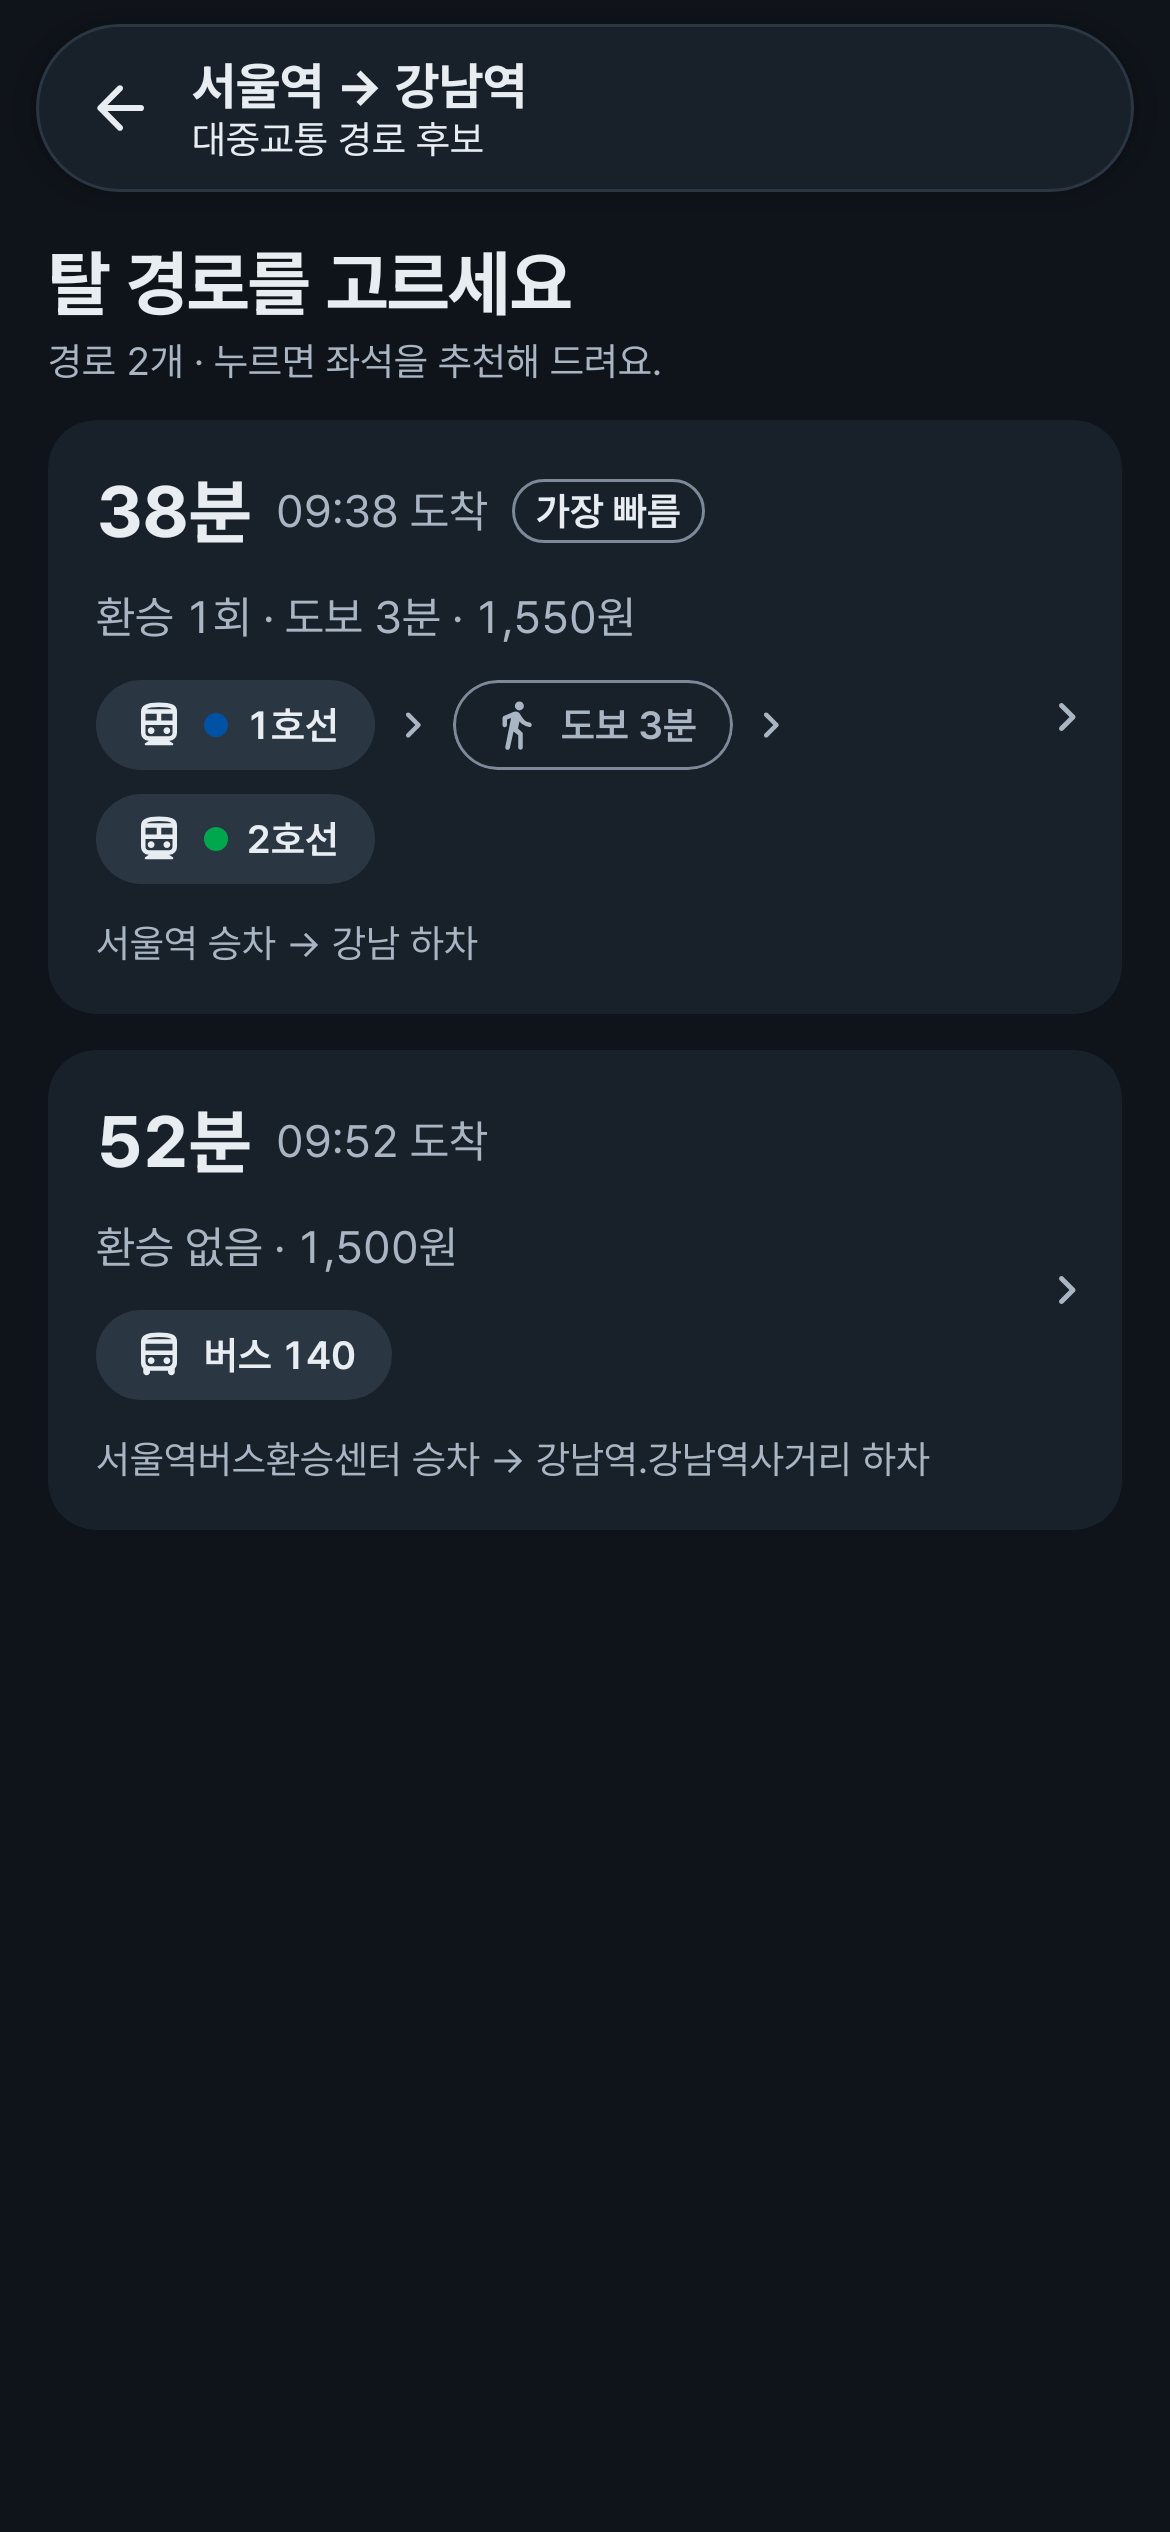 서울역 → 강남역
대중교통 경로 후보
탈 경로를 고르세요
경로 2개 · 누르면 좌석을 추천해 드려요.
38분 09:38 도착 가장 빠름
환승 1회 · 도보 3분 · 1,550원
1호선 도보 3분
2호선
서울역 승차 → 강남 하차
52분 09:52 도착
환승 없음 · 1,500원
버스 140
서울역버스환승센터 승차 → 강남역.강남역사거리 하차